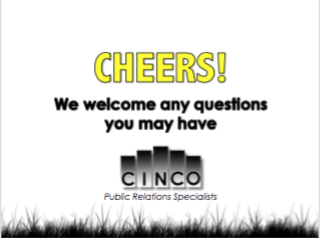 CHEERS!
We welcome any questions
you may have
CINCO
Public Relations Specialists